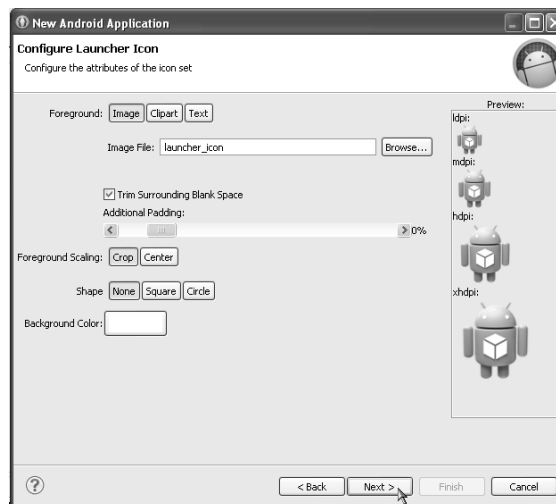 New Android Application
Configure Launcher Icon
Configure the attributes of the icon set
Foreground: Image Clipart Text
Image File: launcher_icon Browse...
Trim Surrounding Blank Space
Additional Padding:
0%
Foreground Scaling: Crop Center
Shape None Square Circle
Background Color:
Preview:
ldpi:
mdpi:
hdpi:
xhdpi:
? < Back Next > Finish Cancel